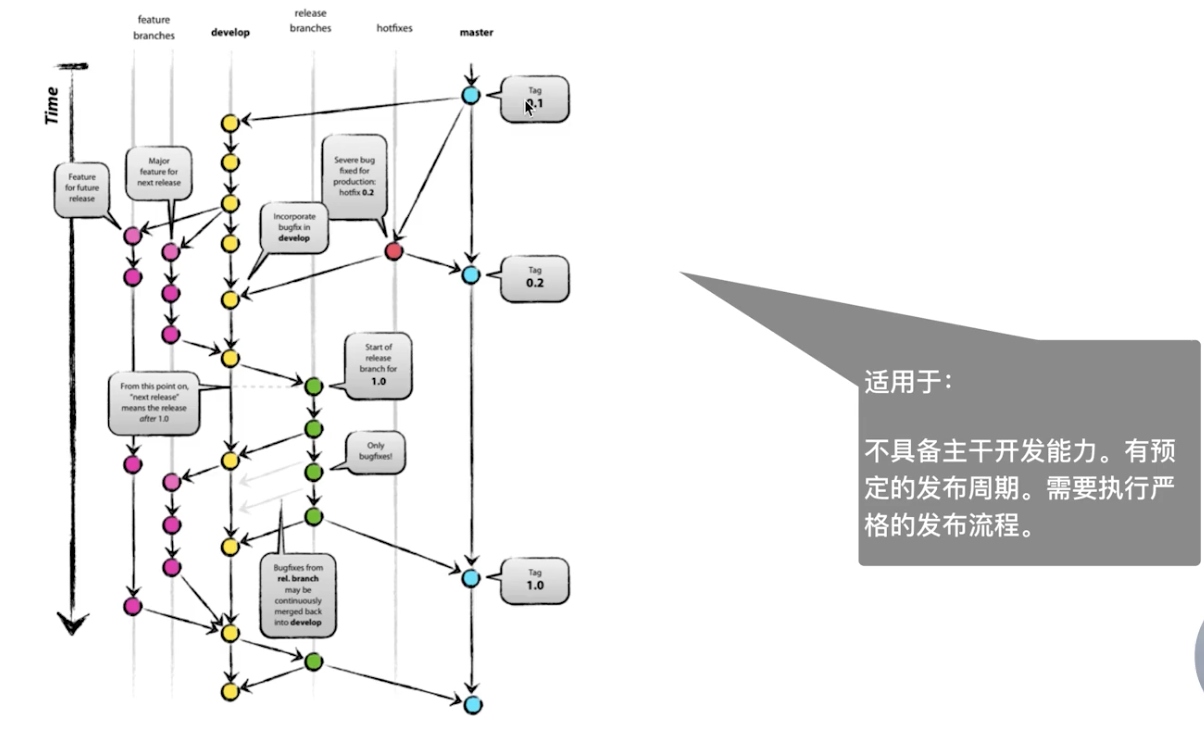 feature
branches
develop
release
branches
hotfixes
master
Time
Tag
0.1
Severe bug
fixed for
production:
hotfix 0.2
Major
feature for
next release
Feature
for future
release
Incorporate
bugfix in
develop
Tag
0.2
Start of
release
branch for
1.0
From this point on,
"next release"
means the release
after 1.0
Only
bugfixes!
Bugfixes from
rel. branch
may be
continuously
merged back
into develop
Tag
1.0
适用于：
不具备主干开发能力。有预
定的发布周期。需要执行严
格的发布流程。